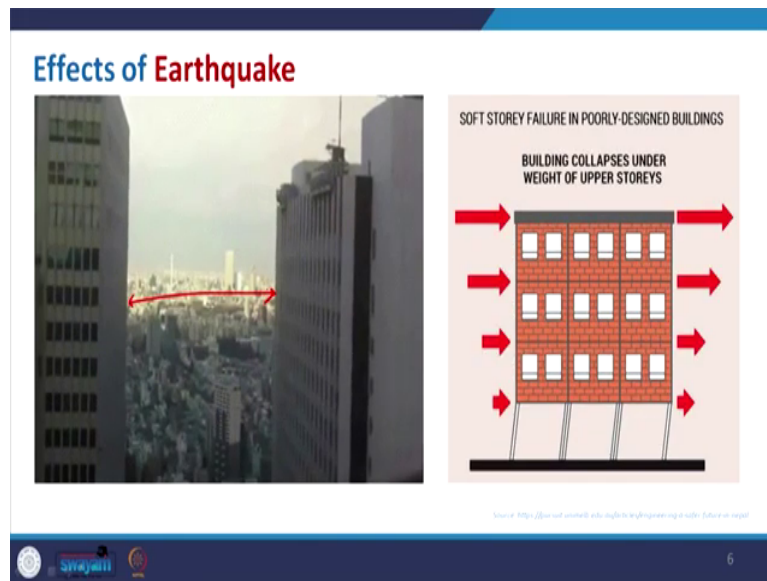 Effects of Earthquake
SOFT STOREY FAILURE IN POORLY-DESIGNED BUILDINGS
BUILDING COLLAPSES UNDER
WEIGHT OF UPPER STOREYS
swayam
6